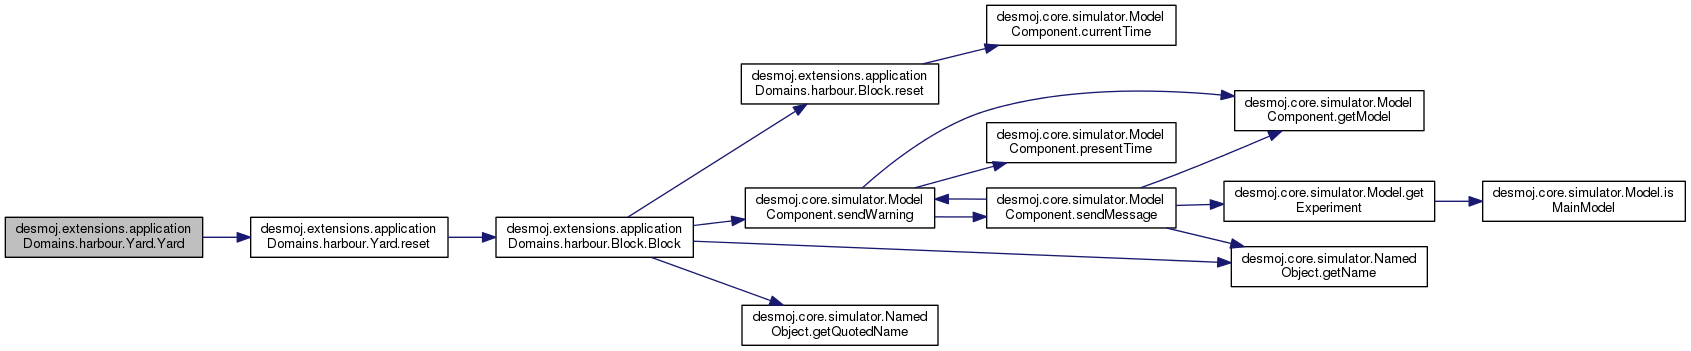 desmoj.extensions.application
Domains.harbour.Yard.Yard
desmoj.extensions.application
Domains.harbour.Yard.reset
desmoj.extensions.application
Domains.harbour.Block.Block
desmoj.extensions.application
Domains.harbour.Block.reset
desmoj.core.simulator.Model
Component.currentTime
desmoj.core.simulator.Model
Component.sendWarning
desmoj.core.simulator.Model
Component.presentTime
desmoj.core.simulator.Model
Component.sendMessage
desmoj.core.simulator.Model
Component.getModel
desmoj.core.simulator.Model.get
Experiment
desmoj.core.simulator.Model.is
MainModel
desmoj.core.simulator.Named
Object.getName
desmoj.core.simulator.Named
Object.getQuotedName